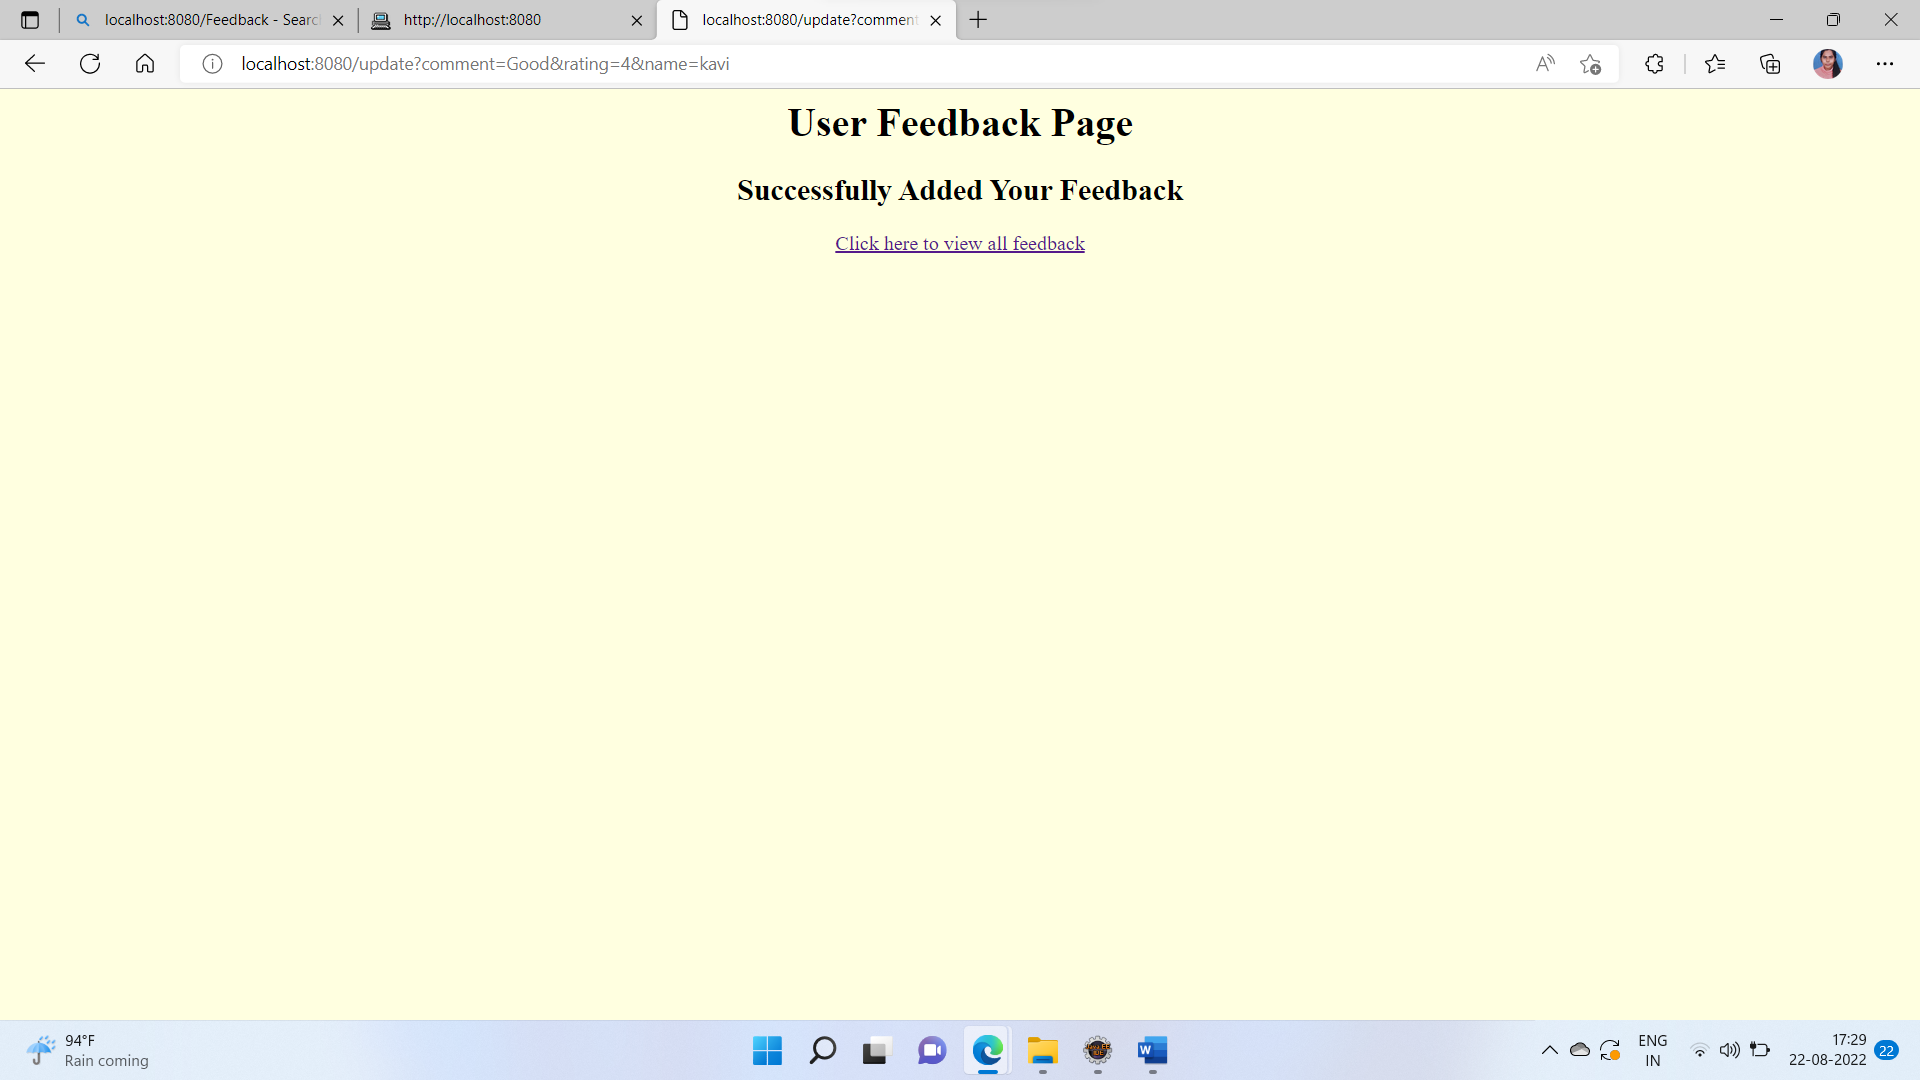 localhost:8080/Feedback - Searc
http://localhost:8080
localhost:8080/update?comment
localhost:8080/update?comment=Good&rating=4&name=kavi
User Feedback Page
Successfully Added Your Feedback
Click here to view all feedback
94°F
Rain coming
ENG
IN
17:29
22-08-2022
22